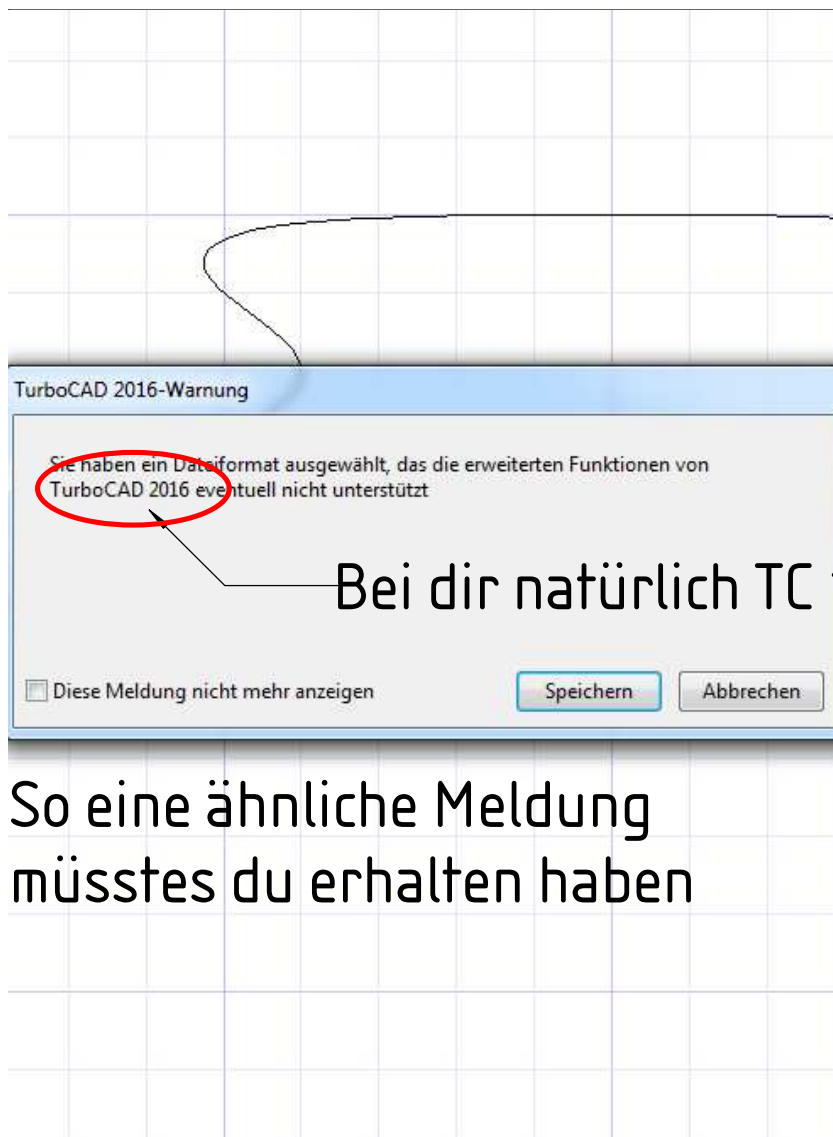 TurboCAD 2016-Warnung
Sie haben ein Dateiformat ausgewählt, das die erweiterten Funktionen von
TurboCAD 2016 eventuell nicht unterstützt
Bei dir natürlich TC
Diese Meldung nicht mehr anzeigen
Speichern
Abbrechen
So eine ähnliche Meldung
müsstes du erhalten haben